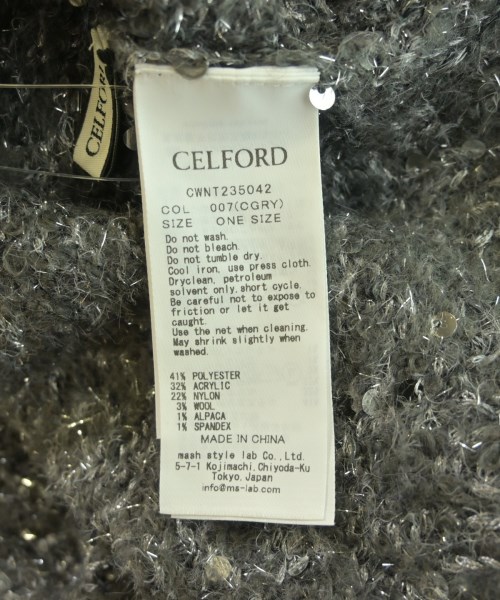 CELFORD
CELFORD
CWNT235042
COL 007(CGRY)
SIZE ONE SIZE
Do not wash.
Do not bleach.
Do not tumble dry.
Cool iron, use press cloth.
Dryclean, petroleum
solvent only, short cycle.
Be careful not to expose to
friction or let it get
caught.
Use the net when cleaning.
May shrink slightly when
washed.
41% POLYESTER
32% ACRYLIC
22% NYLON
3% WOOL
1% ALPACA
1% SPANDEX
MADE IN CHINA
mash style lab Co., Ltd.
5-7-1 Kojimachi, Chiyoda-Ku
Tokyo, Japan
info@ms-lab.com